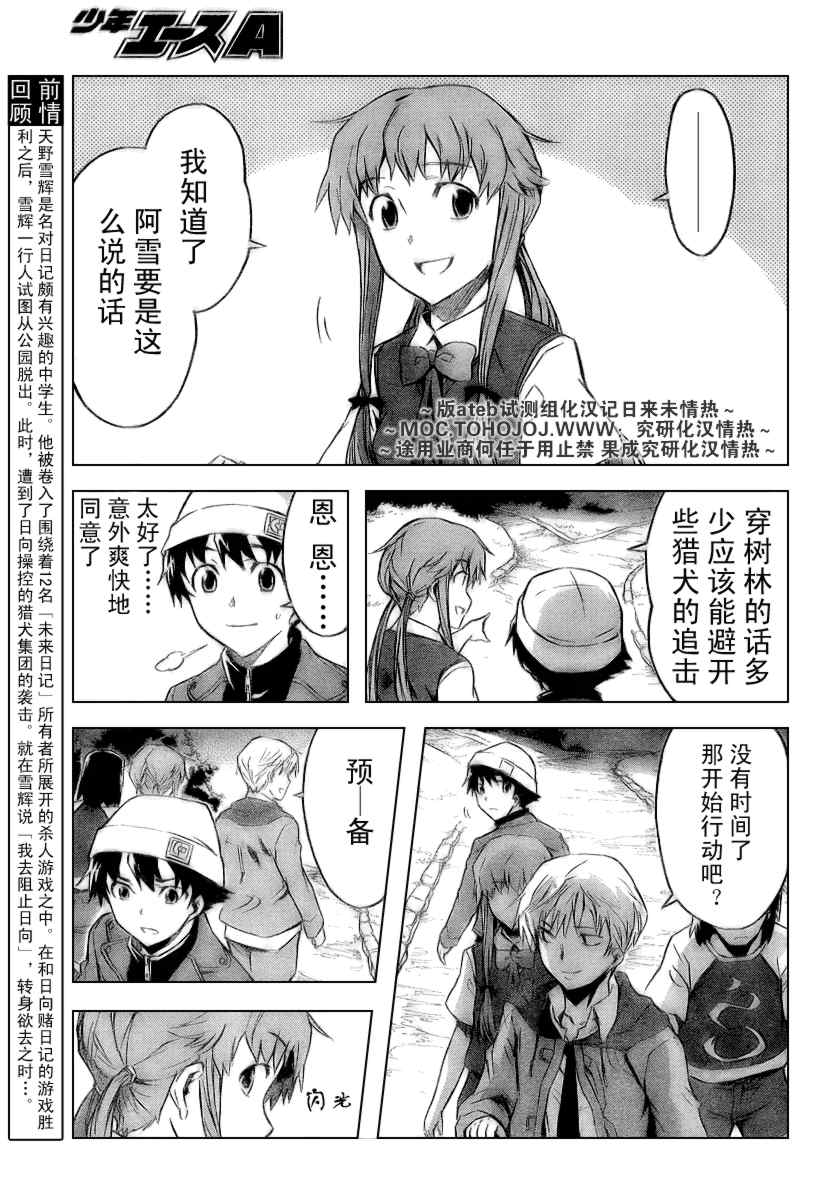 少年エースA
前情
回顾
天野雪辉是名对日记颇有兴趣的中学生。他被卷入了围绕着12名「未来日记」所有者所展开的杀人游戏之中。在和日向赌日记的游戏胜
利之后，雪辉一行人试图从公园脱出。此时，遭到了日向操控的猎犬集团的袭击。就在雪辉说「我去阻止日向」，转身欲去之时…。
——
我知道了
阿雪要是这
么说的话
～版ateb试测组化汉记日来未情热～
～MOC.TOHOJOJ.WWW：究研化汉情热～
～途用业商何任于用止禁 果成究研化汉情热～
穿树林的话多
少应该能避开
些猎犬的追击
恩 恩……
太好了……
意外爽快地
同意了
没有时间了
那开始行动吧？
预—备
闪光